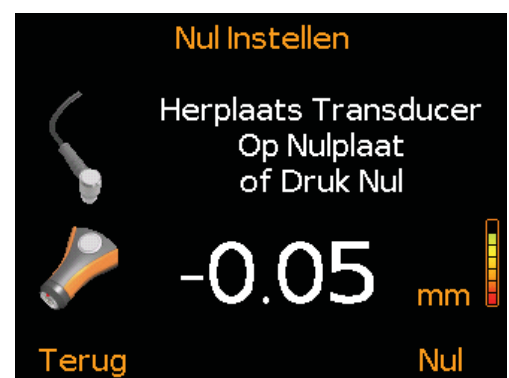 Nul Instellen
Herplaats Transducer
Op Nulplaat
of Druk Nul
-0.05 mm
Terug Nul